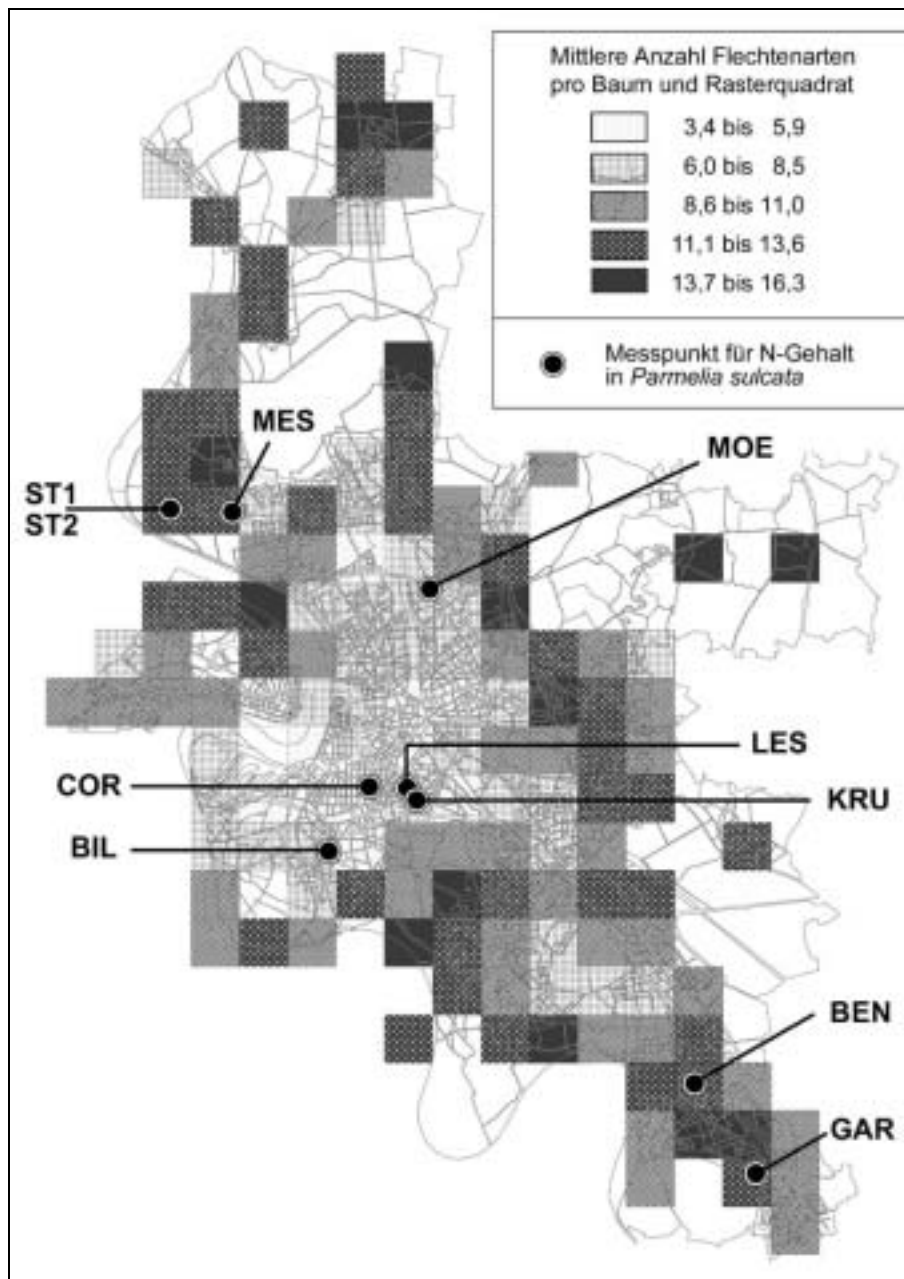 Mittlere Anzahl Flechtenarten
pro Baum und Rasterquadrat
3,4 bis 5,9
6,0 bis 8,5
8,6 bis 11,0
11,1 bis 13,6
13,7 bis 16,3
Messpunkt für N-Gehalt
in Parmelia sulcata
MES
MOE
ST1
ST2
LES
COR
KRU
BIL
BEN
GAR